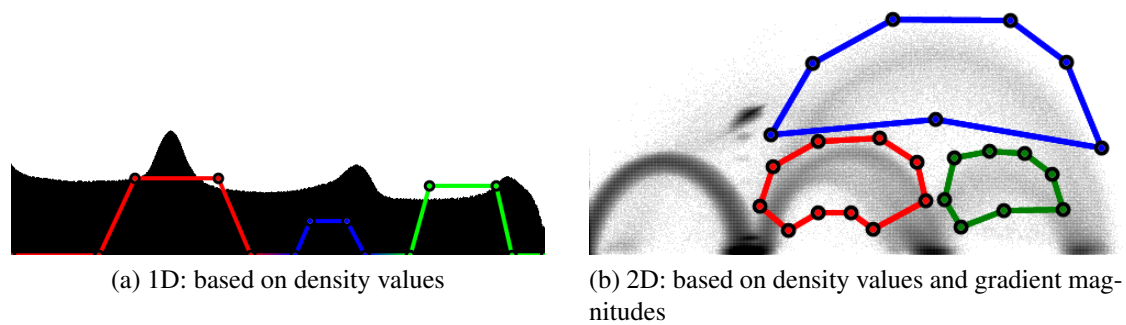 (a) 1D: based on density values
(b) 2D: based on density values and gradient mag-
nitudes